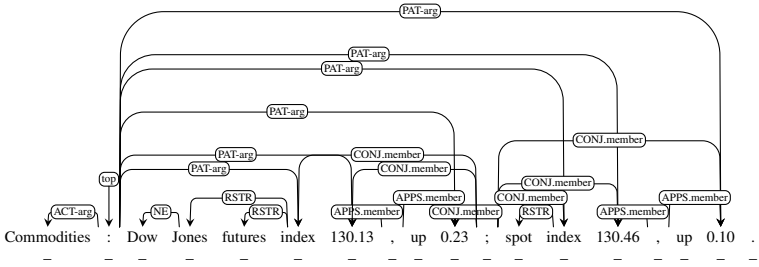 PAT-arg
PAT-arg
PAT-arg
PAT-arg
CONJ.member
PAT-arg CONJ.member
PAT-arg CONJ.member
top CONJ.member
RSTR APPS.member CONJ.member APPS.member
ACT-arg NE RSTR APPS.member CONJ.member RSTR APPS.member
Commodities : Dow Jones futures index 130.13 , up 0.23 ; spot index 130.46 , up 0.10 .
_ _ _ _ _ _ _ _ _ _ _ _ _ _ _ _ _ _